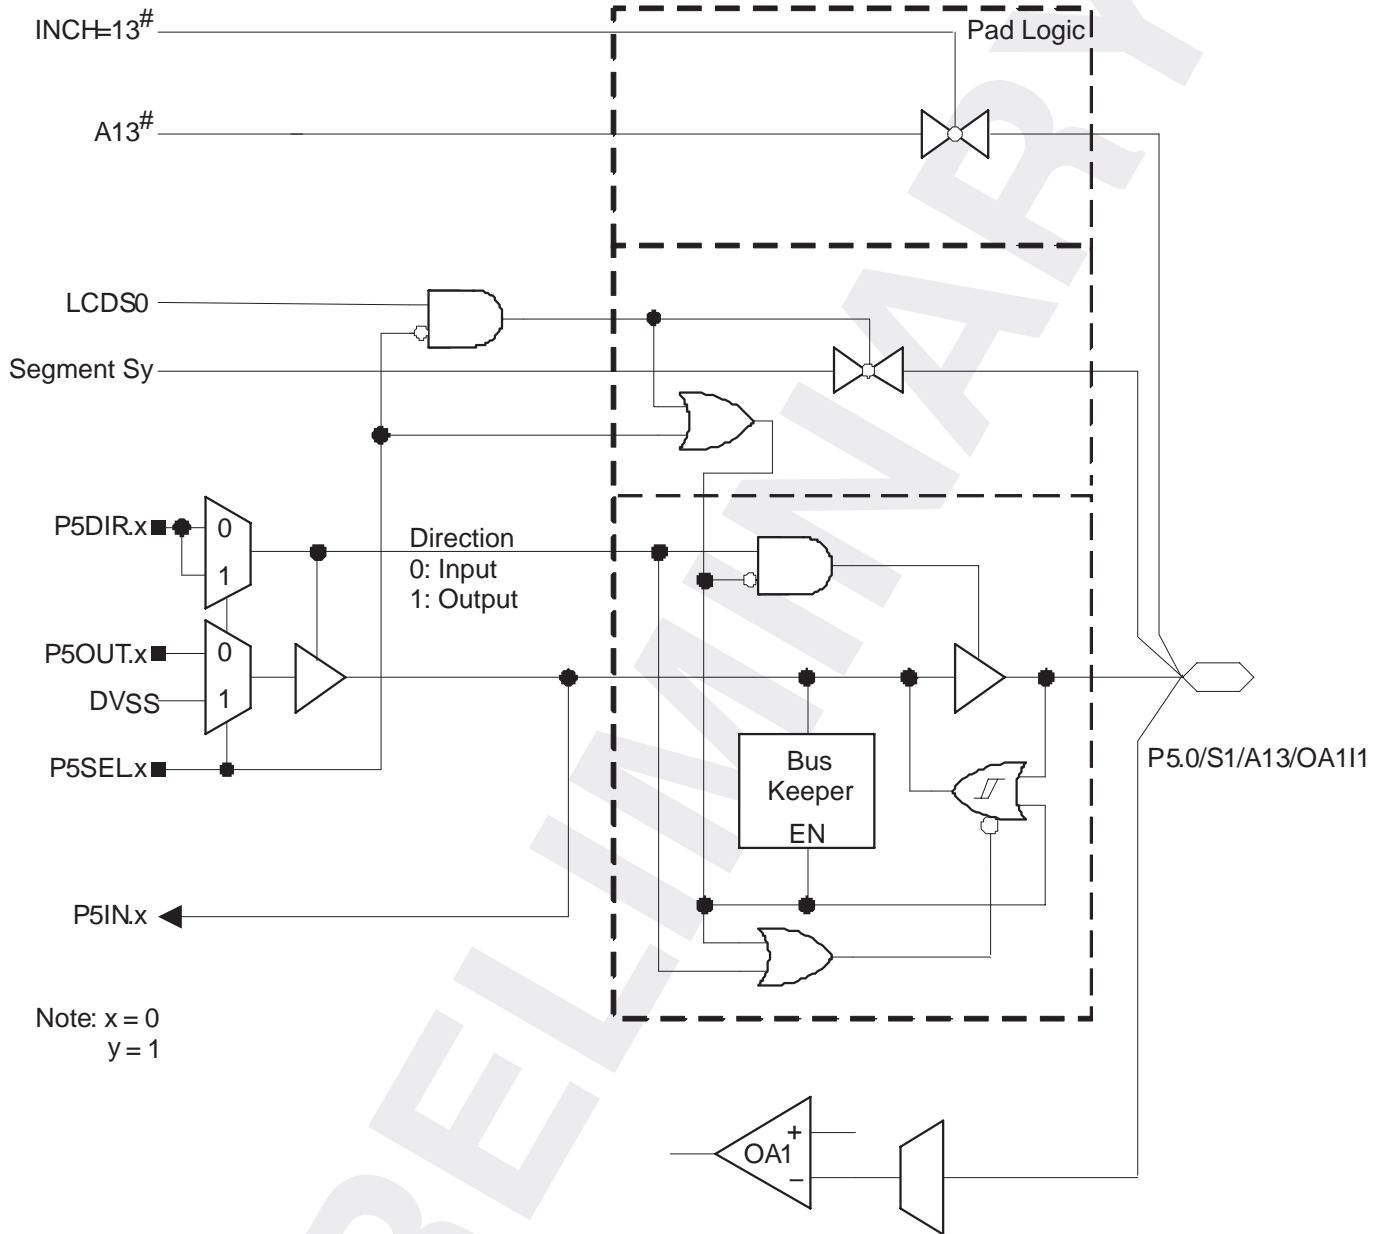 INCH=13#
Pad Logic
A13#
LCDS0
Segment Sy
P5DIR.x
0
1
Direction
0: Input
1: Output
P5OUT.x
0
DVSS
1
P5SEL.x
Bus
Keeper
EN
P5.0/S1/A13/OA1I1
P5IN.x
Note: x = 0
y = 1
+
OA1
−
PRELIMINARY